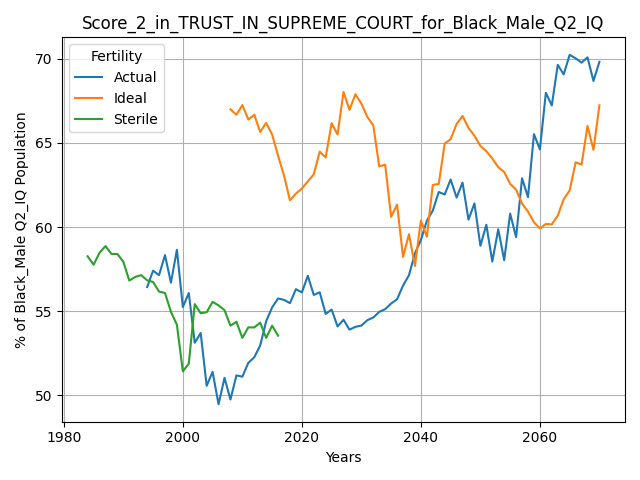 Score_2_in_TRUST_IN_SUPREME_COURT_for_Black_Male_Q2_IQ
Fertility
Actual
Ideal
Sterile
% of Black_Male Q2_IQ Population
70
65
60
55
50
1980
2000
2020
2040
2060
Years